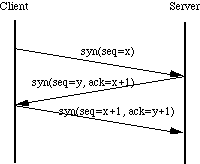 Client Server
syn(seq=x)
syn(seq=y, ack=x+1)
syn(seq=x+1, ack=y+1)